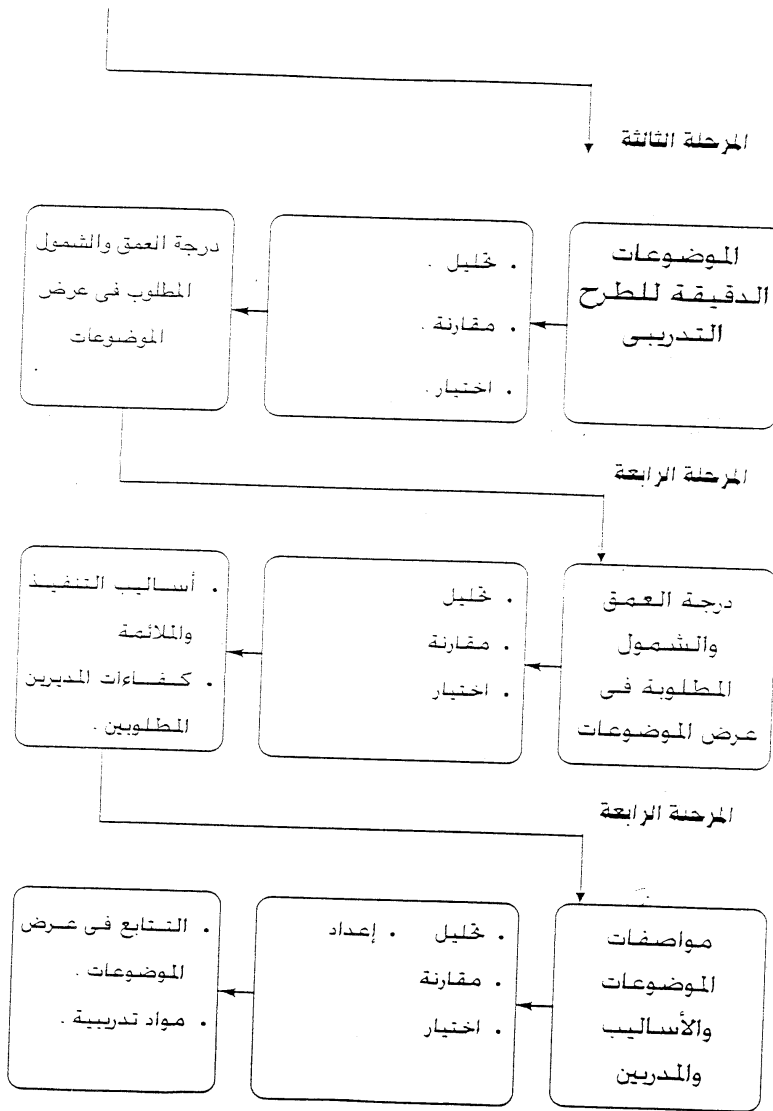 المرحلة الثالثة
الموضوعات
الدقيقة للطرح
التدريبى
. تحليل .
. مقارنة .
. اختيار .
درجة العمق والشمول
المطلوب فى عرض
الموضوعات
المرحلة الرابعة
درجة العمق
والشمول
المطلوبة فى
عرض الموضوعات
. تحليل
. مقارنة
. اختيار
. أساليب التنفيذ
والملائمة
. كفاءات المديرين
المطلوبين .
المرحلة الرابعة
مواصفات
الموضوعات
والأساليب
والمدربين
. تحليل . إعداد
. مقارنة
. اختيار
. التتابع فى عرض
الموضوعات .
. مواد تدريبية .